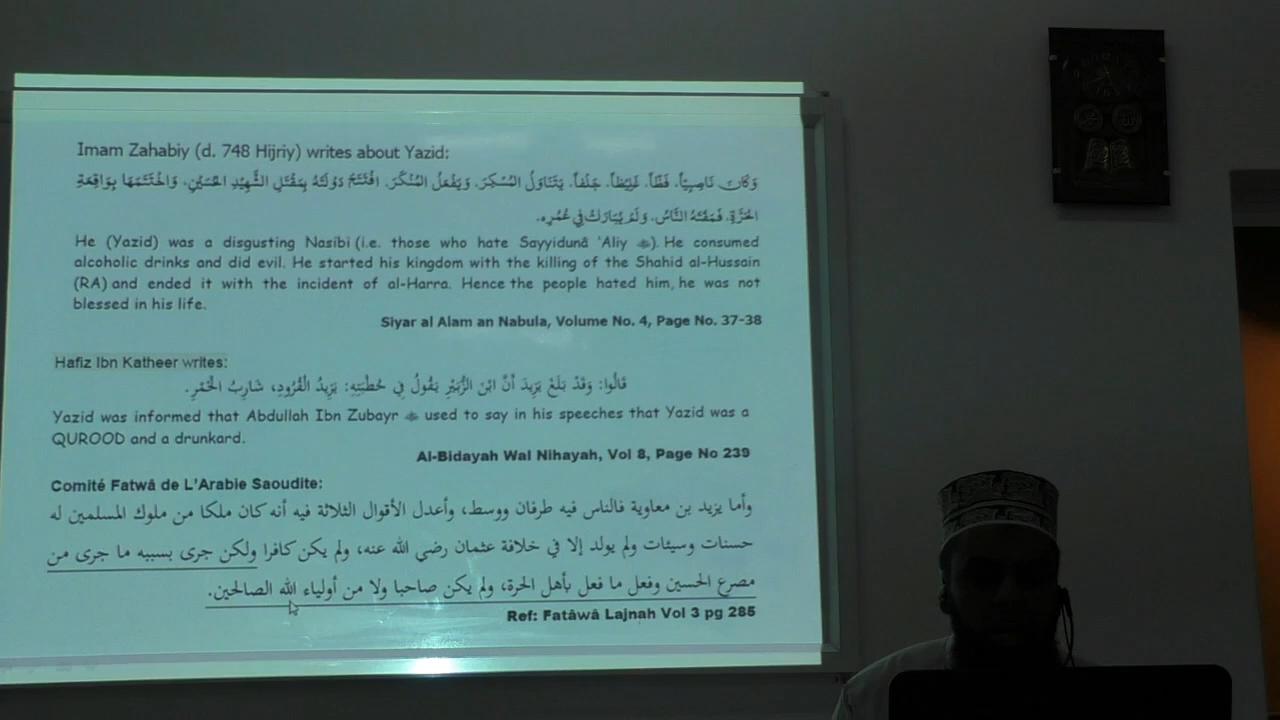 Imam Zahabiy (d. 748 Hijriy) writes about Yazid:
وَكَانَ نَاصِبِيّاً، فَظّاً، غَلِيظاً، جَلفاً، يَتَنَاوَلُ المُسْكِرَ، وَيَفْعَلُ المُنْكَرَ. افْتَتَحَ دَوْلَتَهُ بِمَقْتَلِ الشَّهِيْدِ الحُسَيْنِ، وَاخْتَتَمَهَا بِوَاقِعَةِ
الحَرَّةِ، فَمَقَتَهُ النَّاسُ، وَلَمْ يُبَارَكْ فِي عُمُرِه.
He (Yazid) was a disgusting Nasibi (i.e. those who hate Sayyidunâ 'Aliy). He consumed
alcoholic drinks and did evil. He started his kingdom with the killing of the Shahid al-Hussain
(RA) and ended it with the incident of al-Harra. Hence the people hated him, he was not
blessed in his life.
Siyar al Alam an Nabula, Volume No. 4, Page No. 37-38
Hafiz Ibn Katheer writes:
قَالُوا: وَقَدْ بَلَغَ يَزِيدَ أَنَّ ابْنَ الزُّبَيْرِ يَقُولُ فِي خُطْبَتِهِ: يَزِيدُ الْقُرُودِ، شَارِبُ الْخَمْرِ.
Yazid was informed that Abdullah Ibn Zubayr used to say in his speeches that Yazid was a
QUROOD and a drunkard.
Al-Bidayah Wal Nihayah, Vol 8, Page No 239
Comité Fatwâ de L'Arabie Saoudite:
وأما يزيد بن معاوية فالناس فيه طرفان ووسط، وأعدل الأقوال الثلاثة فيه أنه كان ملكا من ملوك المسلمين له
حسنات وسيئات ولم يولد إلا في خلافة عثمان رضي الله عنه، ولم يكن كافرا ولكن جرى بسببه ما جرى من
مصرع الحسين وفعل ما فعل بأهل الحرة، ولم يكن صاحبا ولا من أولياء الله الصالحين.
Ref: Fatâwâ Lajnah Vol 3 pg 285